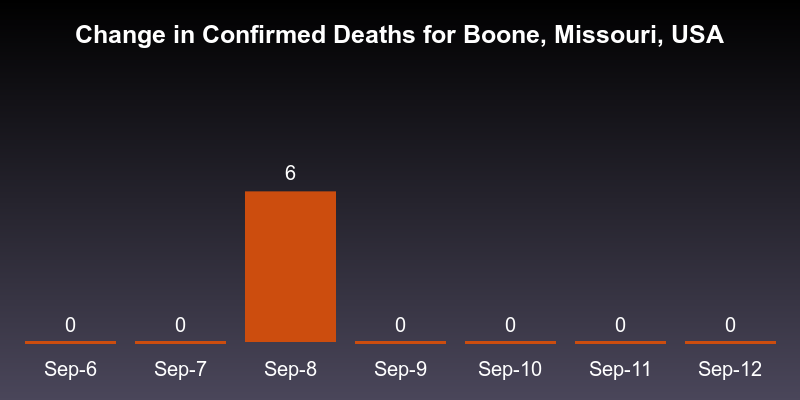 Change in Confirmed Deaths for Boone, Missouri, USA
6
0 0 0 0 0 0
Sep-6 Sep-7 Sep-8 Sep-9 Sep-10 Sep-11 Sep-12